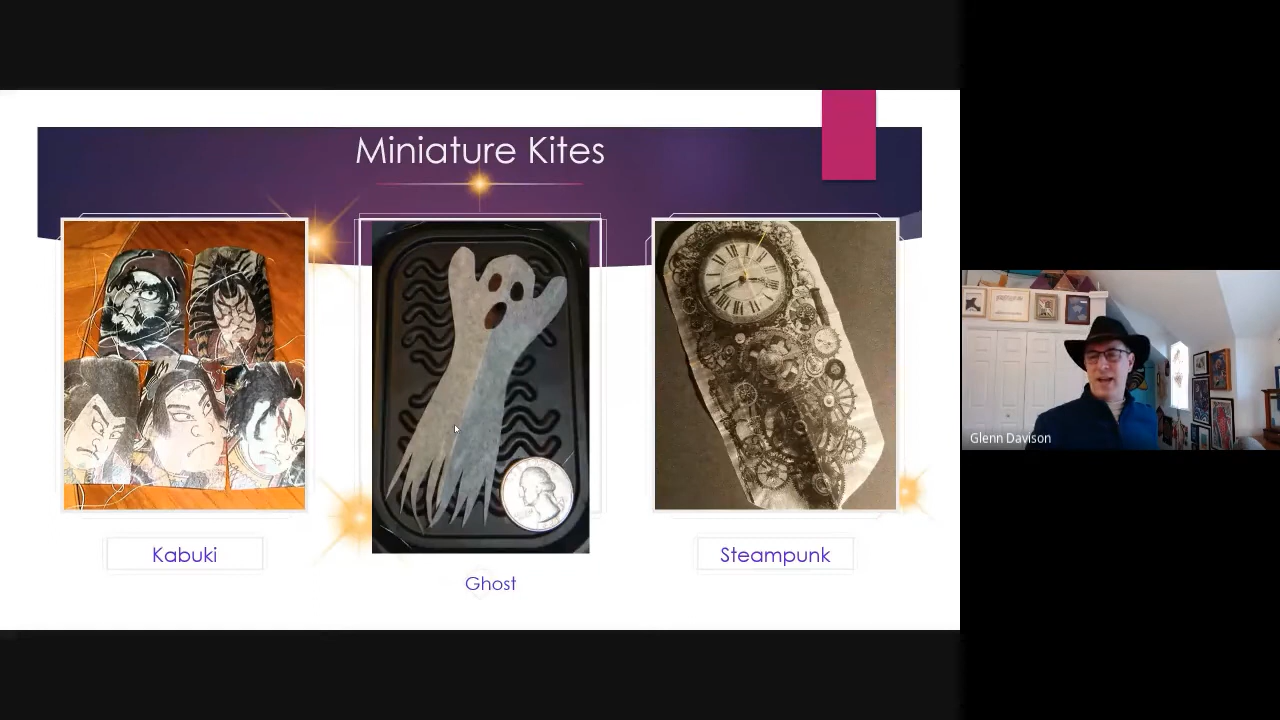 Miniature Kites
Kabuki
Ghost
Steampunk
Glenn Davison